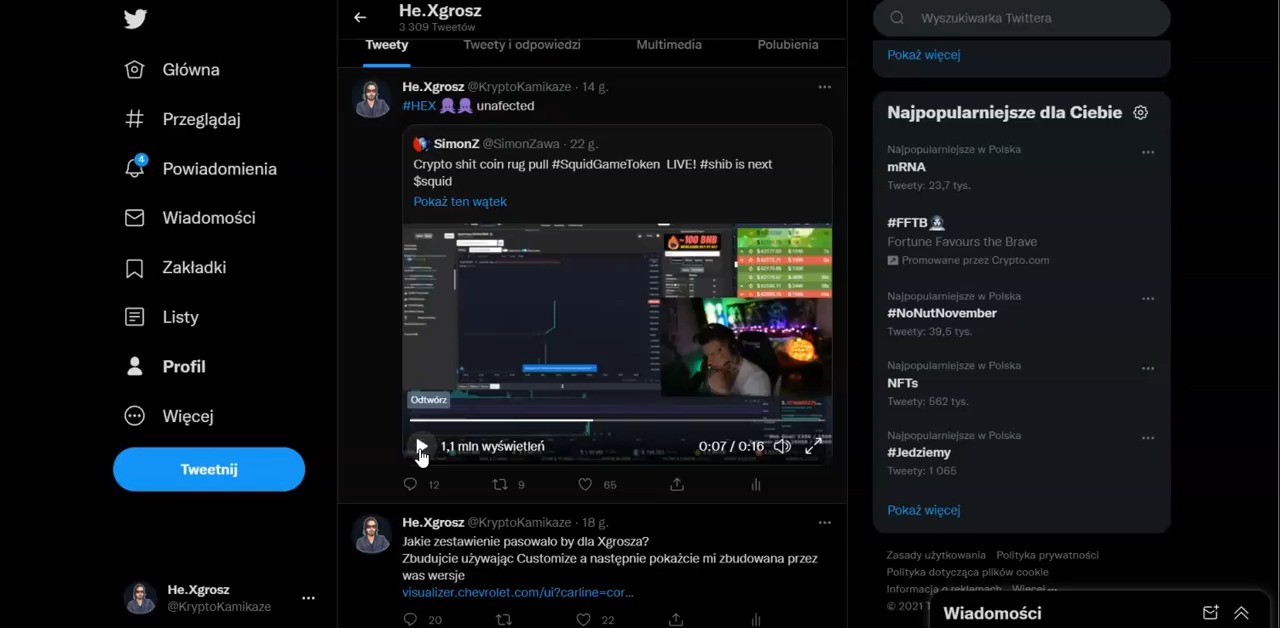 Główna
Przeglądaj
4
Powiadomienia
Wiadomości
Zakładki
Listy
Profil
Więcej
Tweetnij
He.Xgrosz
@KryptoKamikaze
He.Xgrosz
3 309 Tweetów
Tweety
Tweety i odpowiedzi
Multimedia
Polubienia
He.Xgrosz @KryptoKamikaze · 14 g.
#HEX unafected
SimonZ @SimonZawa · 22 g.
Crypto shit coin rug pull #SquidGameToken LIVE! #shib is next
$squid
Pokaż ten wątek
100 BNB
Odtwórz
1,1 mln wyświetleń
0:07 / 0:16
12
9
65
He.Xgrosz @KryptoKamikaze · 18 g.
Jakie zestawienie pasowało by dla Xgrosza?
Zbudujcie używając Customize a następnie pokażcie mi zbudowana przez
was wersje
visualizer.chevrolet.com/ui?carline=cor...
20
22
Wyszukiwarka Twittera
Pokaż więcej
Najpopularniejsze dla Ciebie
Najpopularniejsze w Polska
mRNA
Tweety: 23,7 tys.
#FFTB
Fortune Favours the Brave
Promowane przez Crypto.com
Najpopularniejsze w Polska
#NoNutNovember
Tweety: 39,5 tys.
Najpopularniejsze w Polska
NFTs
Tweety: 562 tys.
Najpopularniejsze w Polska
#Jedziemy
Tweety: 1 065
Pokaż więcej
Zasady użytkowania Polityka prywatności
Polityka dotycząca plików cookie
Informacja o reklamach Więcej ...
© 2021 T
Wiadomości